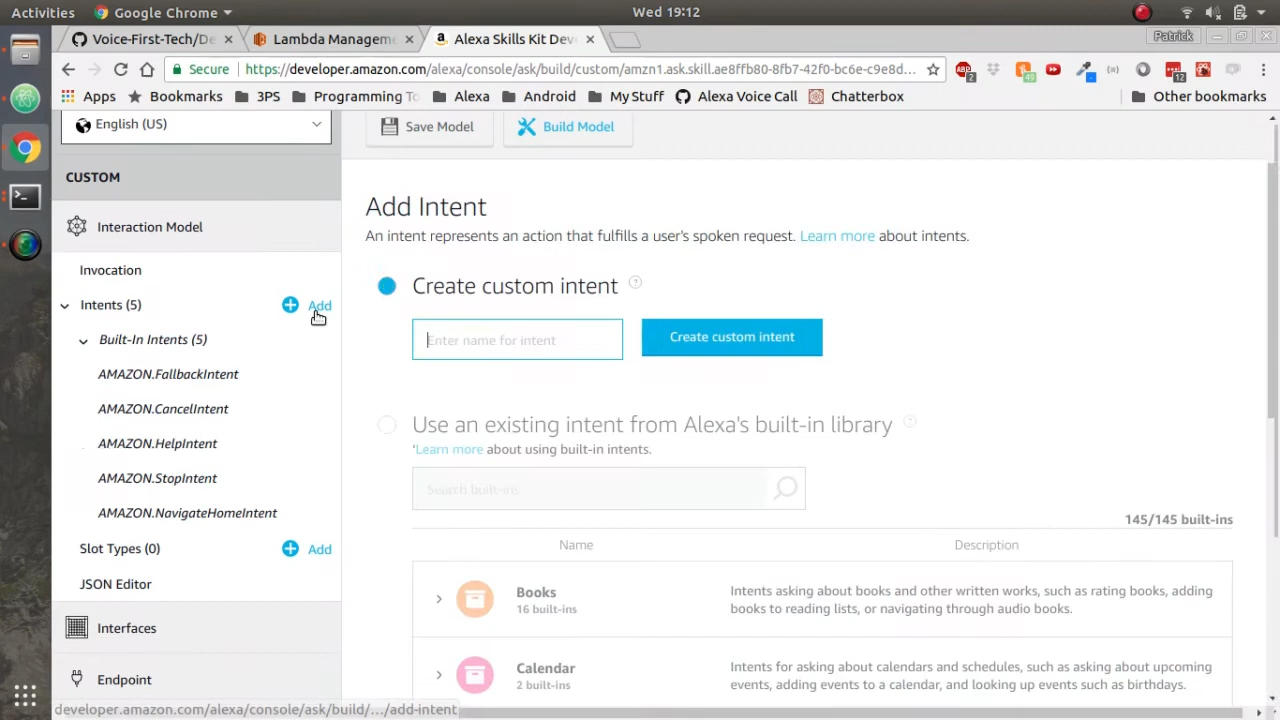 Activities Google Chrome Wed 19:12
Voice-First-Tech/De Lambda Manageme Alexa Skills Kit Dev Patrick
Secure https://developer.amazon.com/alexa/console/ask/build/custom/amzn1.ask.skill.ae8ffb80-8fb7-42f0-bc6e-c9e8d... 49 12
Apps Bookmarks 3PS Programming To Alexa Android My Stuff Alexa Voice Call Chatterbox Other bookmarks
English (US)
Save Model Build Model
CUSTOM
Interaction Model
Invocation
Intents (5) Add
Built-In Intents (5)
AMAZON.FallbackIntent
AMAZON.CancelIntent
AMAZON.HelpIntent
AMAZON.StopIntent
AMAZON.NavigateHomeIntent
Slot Types (0) Add
JSON Editor
Interfaces
Endpoint
developer.amazon.com/alexa/console/ask/build/.../add-intent
Add Intent
An intent represents an action that fulfills a user's spoken request. Learn more about intents.
Create custom intent ?
Enter name for intent Create custom intent
Use an existing intent from Alexa's built-in library ?
'Learn more about using built-in intents.
Search built-ins
145/145 built-ins
Name Description
Books
16 built-ins
Intents asking about books and other written works, such as rating books, adding
books to reading lists, or navigating through audio books.
Calendar
2 built-ins
Intents for asking about calendars and schedules, such as asking about upcoming
events, adding events to a calendar, and looking up events such as birthdays.